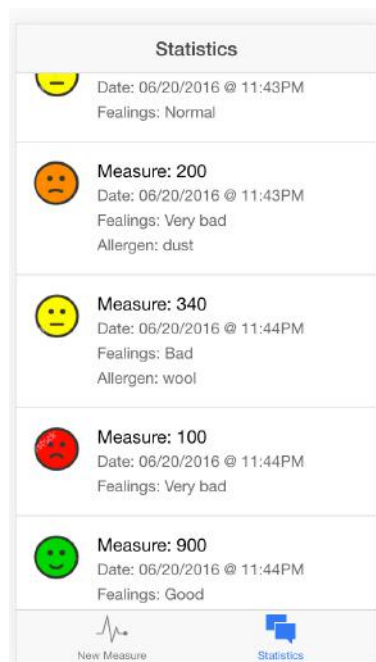 Statistics
Date: 06/20/2016 @ 11:43PM
Fealings: Normal
Measure: 200
Date: 06/20/2016 @ 11:43PM
Fealings: Very bad
Allergen: dust
Measure: 340
Date: 06/20/2016 @ 11:44PM
Fealings: Bad
Allergen: wool
Measure: 100
Date: 06/20/2016 @ 11:44PM
Fealings: Very bad
Measure: 900
Date: 06/20/2016 @ 11:44PM
Fealings: Good
New Measure
Statistics